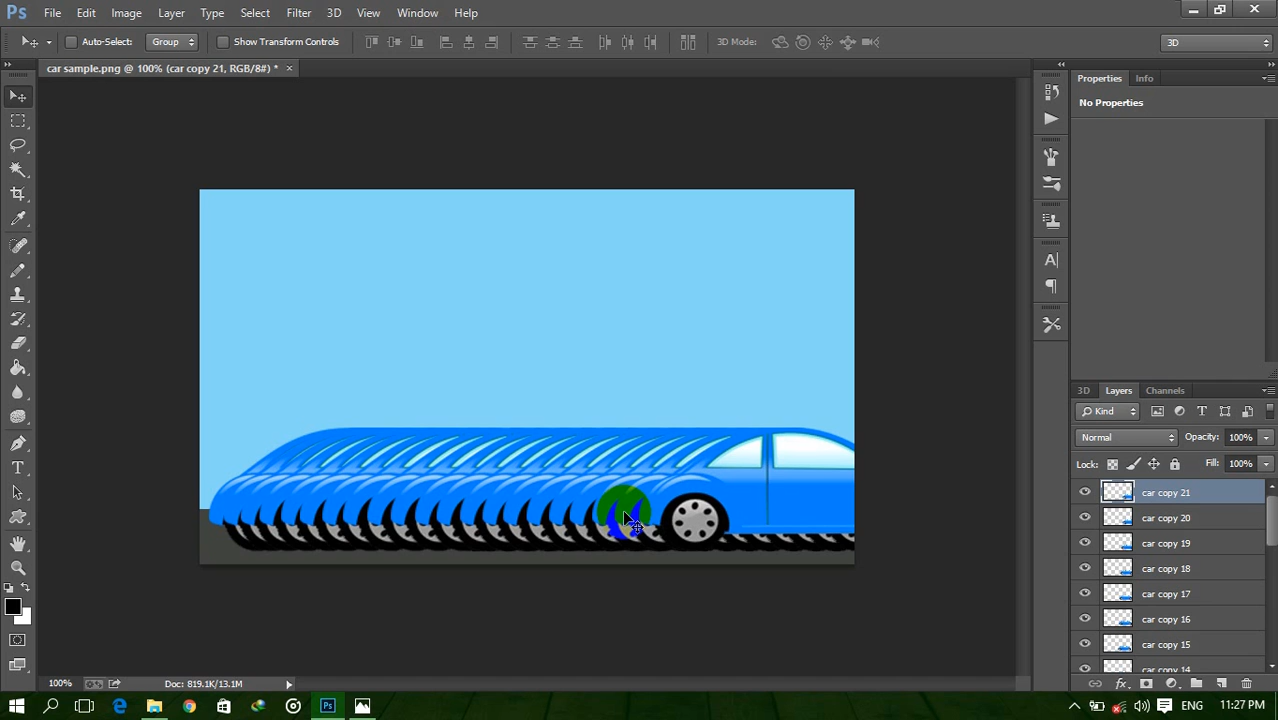 Ps File Edit Image Layer Type Select Filter 3D View Window Help
Auto-Select: Group Show Transform Controls 3D Mode: 3D
car sample.png @ 100% (car copy 21, RGB/8#) * ×
Properties Info
No Properties
3D Layers Channels
Kind
Normal Opacity: 100%
Lock: Fill: 100%
car copy 21
car copy 20
car copy 19
car copy 18
car copy 17
car copy 16
car copy 15
car copy 14
100% Doc: 819.1K/13.1M
ENG 11:27 PM